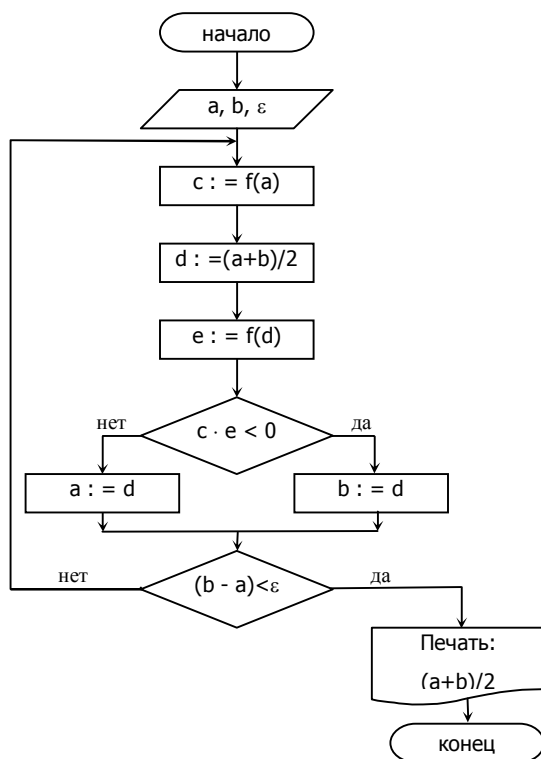 начало
a, b, ε
c : = f(a)
d : =(a+b)/2
e : = f(d)
нет
c · e < 0
да
a : = d
b : = d
нет
(b - a)<ε
да
Печать:
(a+b)/2
конец